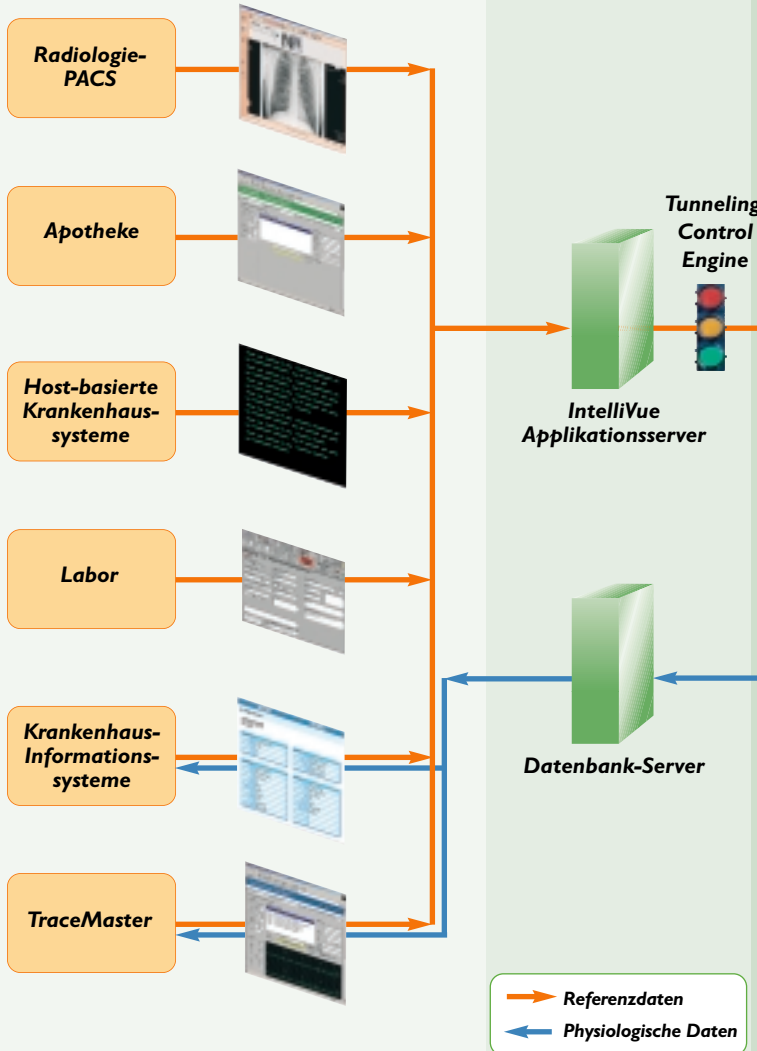 Radiologie-
PACS
Apotheke
Host-basierte
Krankenhaus-
systeme
Labor
Krankenhaus-
Informations-
systeme
TraceMaster
Tunneling
Control
Engine
IntelliVue
Applikationsserver
Datenbank-Server
Referenzdaten
Physiologische Daten